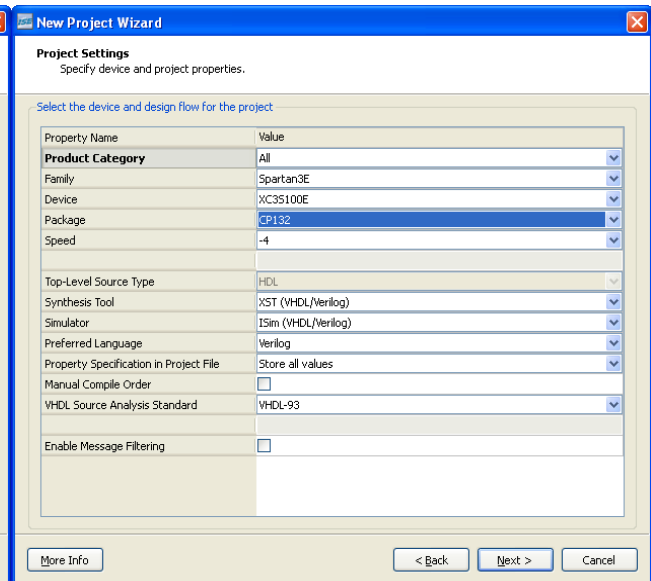 ISE New Project Wizard
Project Settings
Specify device and project properties.
Select the device and design flow for the project
Property Name Value
Product Category All
Family Spartan3E
Device XC3S100E
Package CP132
Speed -4
Top-Level Source Type HDL
Synthesis Tool XST (VHDL/Verilog)
Simulator ISim (VHDL/Verilog)
Preferred Language Verilog
Property Specification in Project File Store all values
Manual Compile Order
VHDL Source Analysis Standard VHDL-93
Enable Message Filtering
More Info < Back Next > Cancel